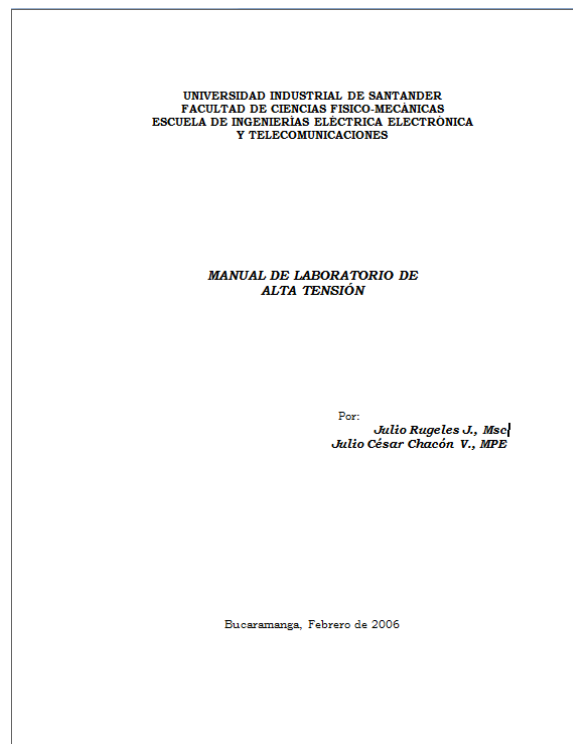 UNIVERSIDAD INDUSTRIAL DE SANTANDER
FACULTAD DE CIENCIAS FISICO-MECÁNICAS
ESCUELA DE INGENIERÍAS ELÉCTRICA ELECTRÓNICA
Y TELECOMUNICACIONES
MANUAL DE LABORATORIO DE
ALTA TENSIÓN
Por:
Julio Rugeles J., Msc
Julio César Chacón V., MPE
Bucaramanga, Febrero de 2006